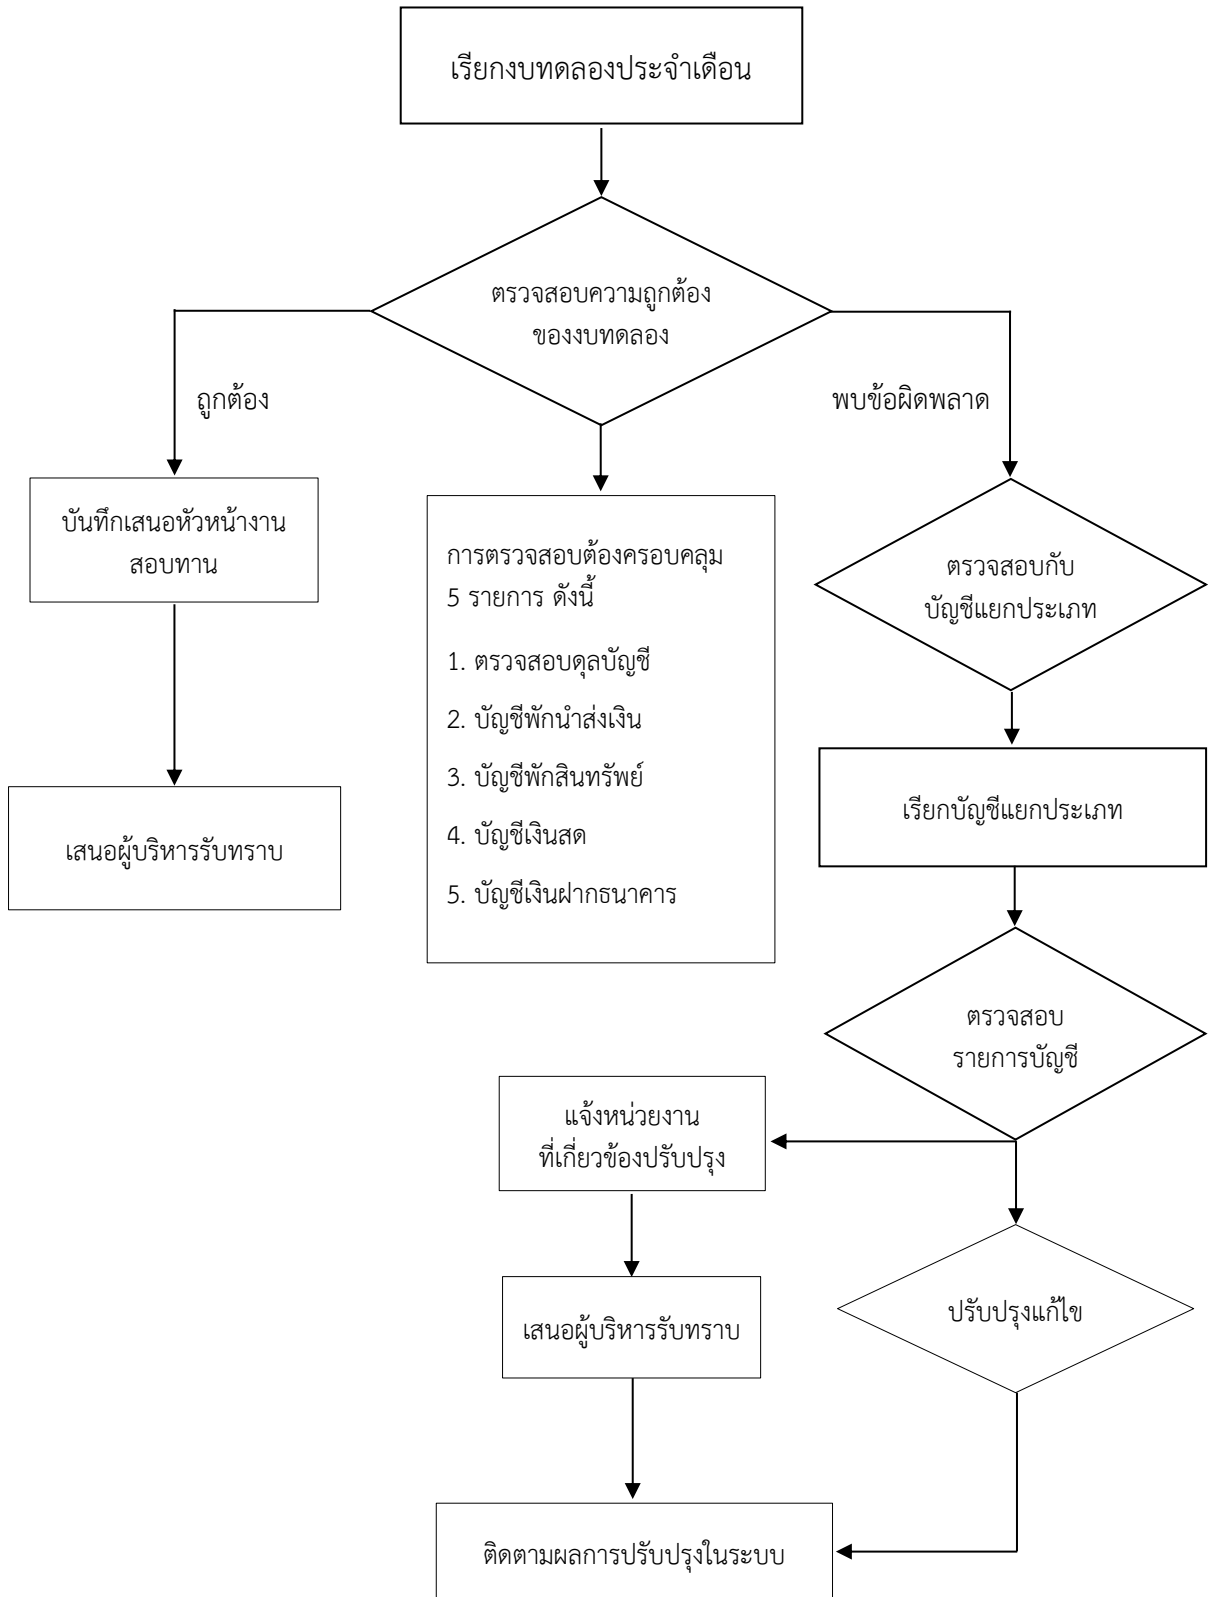 เรียกงบทดลองประจำเดือน
ตรวจสอบความถูกต้อง
ของงบทดลอง
ถูกต้อง
พบข้อผิดพลาด
บันทึกเสนอหัวหน้างาน
สอบทาน
เสนอผู้บริหารรับทราบ
การตรวจสอบต้องครอบคลุม
5 รายการ ดังนี้
1. ตรวจสอบดุลบัญชี
2. บัญชีพักนำส่งเงิน
3. บัญชีพักสินทรัพย์
4. บัญชีเงินสด
5. บัญชีเงินฝากธนาคาร
ตรวจสอบกับ
บัญชีแยกประเภท
เรียกบัญชีแยกประเภท
ตรวจสอบ
รายการบัญชี
แจ้งหน่วยงาน
ที่เกี่ยวข้องปรับปรุง
เสนอผู้บริหารรับทราบ
ปรับปรุงแก้ไข
ติดตามผลการปรับปรุงในระบบ